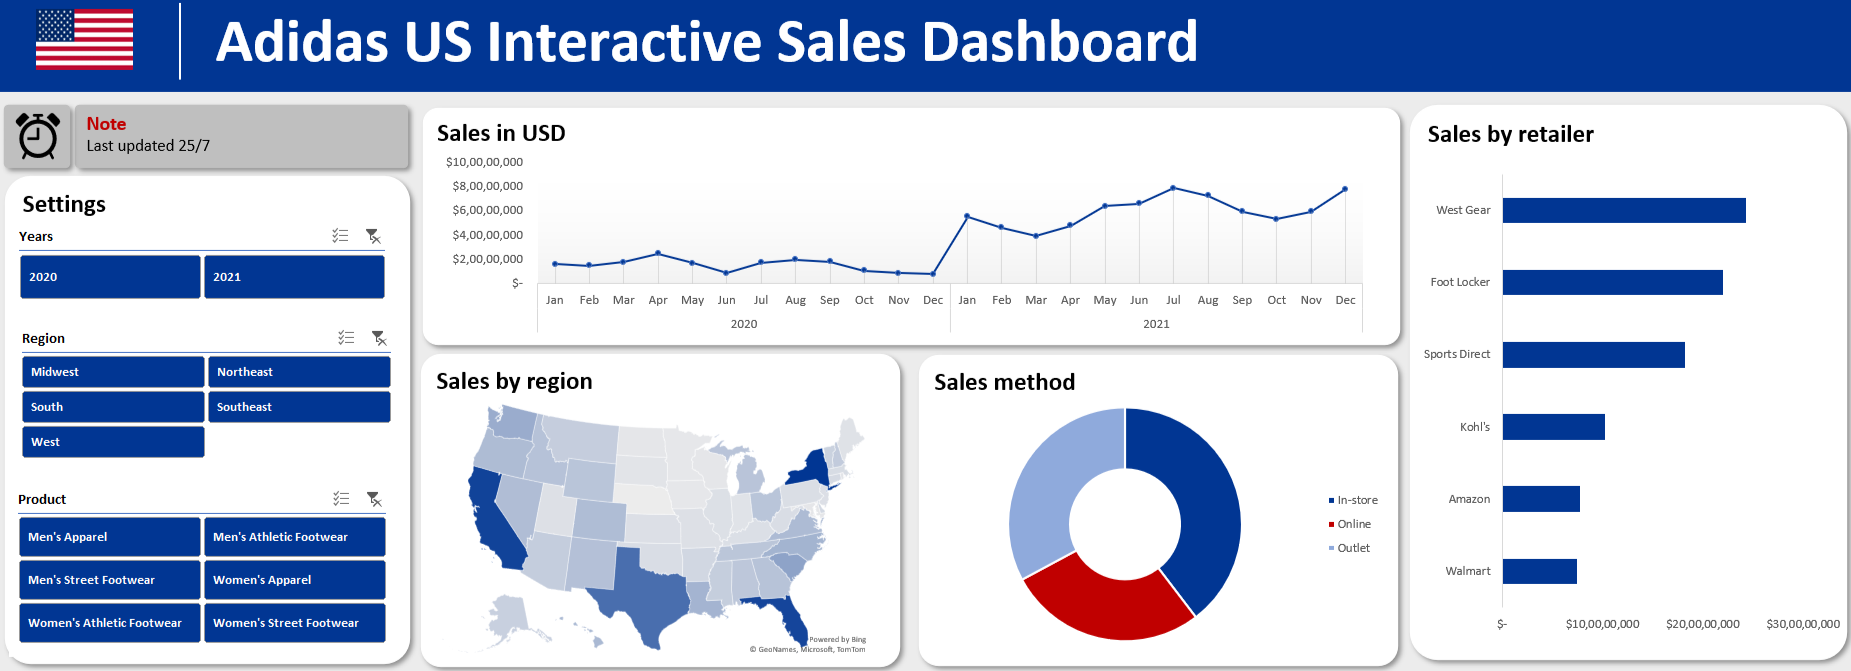 Adidas US Interactive Sales Dashboard
Note
Last updated 25/7
Settings
Years
2020
2021
Region
Midwest
Northeast
South
Southeast
West
Product
Men's Apparel
Men's Athletic Footwear
Men's Street Footwear
Women's Apparel
Women's Athletic Footwear
Women's Street Footwear
Sales in USD
$10,00,00,000
$8,00,00,000
$6,00,00,000
$4,00,00,000
$2,00,00,000
$-
Jan Feb Mar Apr May Jun Jul Aug Sep Oct Nov Dec Jan Feb Mar Apr May Jun Jul Aug Sep Oct Nov Dec
2020 2021
Sales by region
Powered by Bing
© GeoNames, Microsoft, TomTom
Sales method
In-store
Online
Outlet
Sales by retailer
West Gear
Foot Locker
Sports Direct
Kohl's
Amazon
Walmart
$- $10,00,00,000 $20,00,00,000 $30,00,00,000